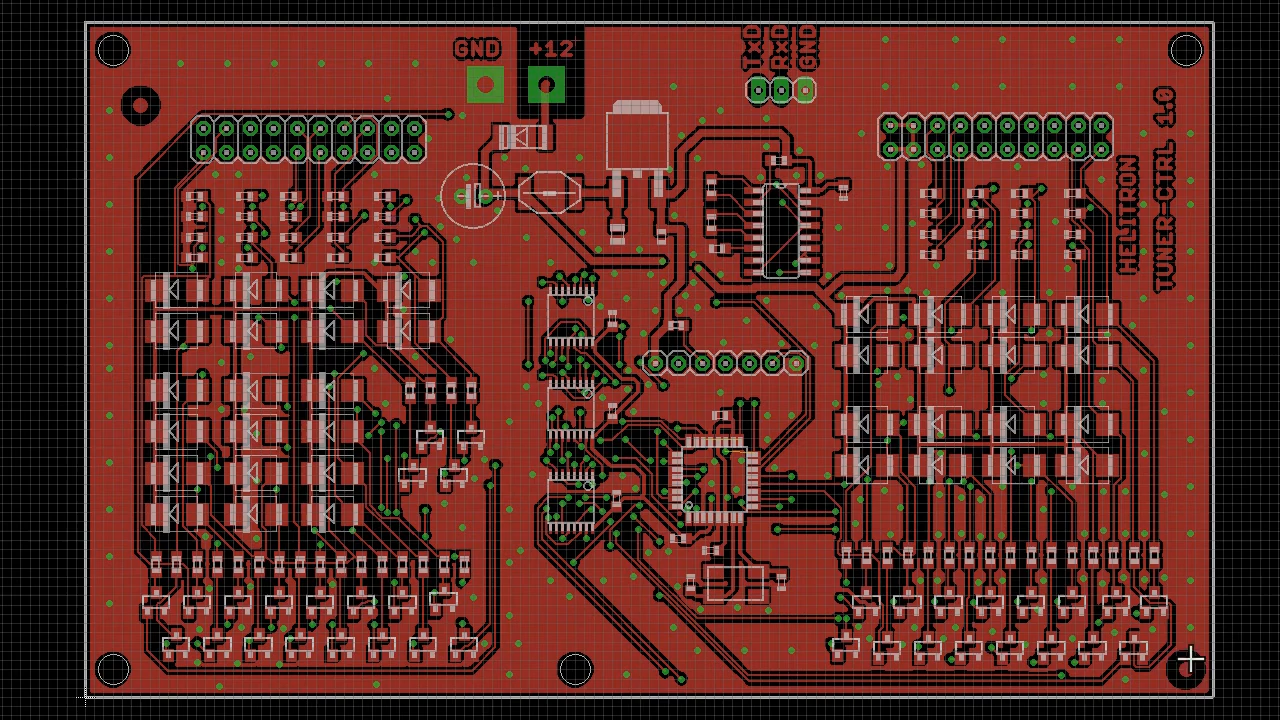 GND +12
TxD
RxD
GND
HELITRON
TUNER-CTRL 1.0